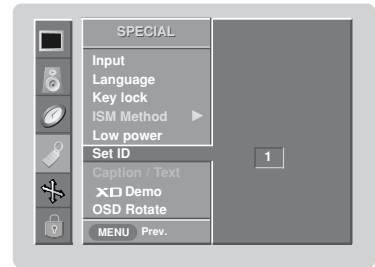 SPECIAL
Input
Language
Key lock
ISM Method ▶
Low power
Set ID
1
Caption / Text
XD Demo
OSD Rotate
MENU Prev.